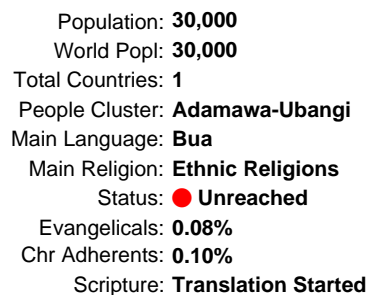 Population: 30,000
World Popl: 30,000
Total Countries: 1
People Cluster: Adamawa-Ubangi
Main Language: Bua
Main Religion: Ethnic Religions
Status: Unreached
Evangelicals: 0.08%
Chr Adherents: 0.10%
Scripture: Translation Started